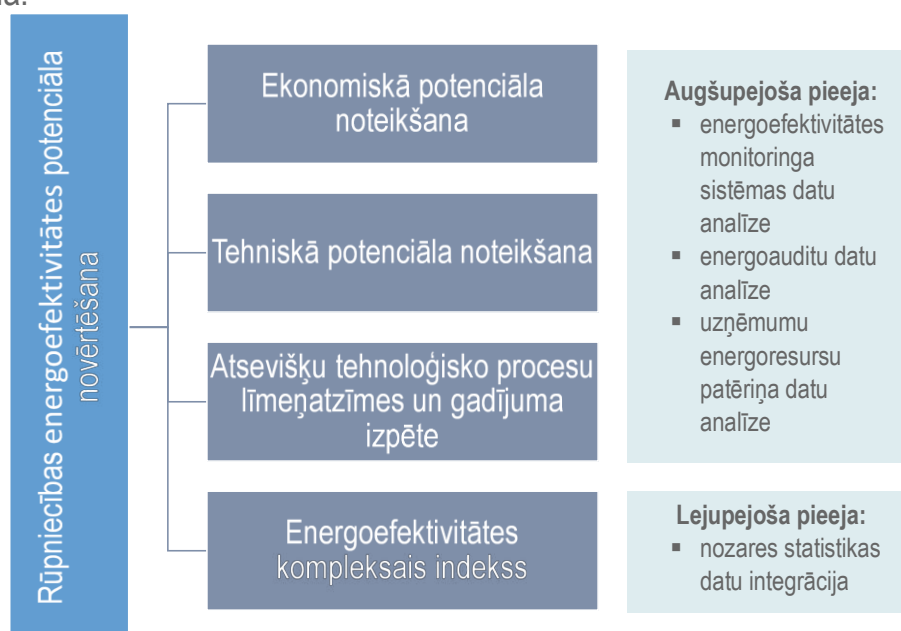 Rūpniecības energoefektivitātes potenciāla
novērtēšana
Ekonomiskā potenciāla
noteikšana
Tehniskā potenciāla noteikšana
Atsevišķu tehnoloģisko procesu
līmeņatzīmes un gadījuma
izpēte
Energoefektivitātes
kompleksais indekss
Augšupejoša pieeja:
▪ energoefektivitātes
monitoringa
sistēmas datu
analīze
▪ energoauditu datu
analīze
▪ uzņēmumu
energoresursu
patēriņa datu
analīze
Lejupejoša pieeja:
▪ nozares statistikas
datu integrācija